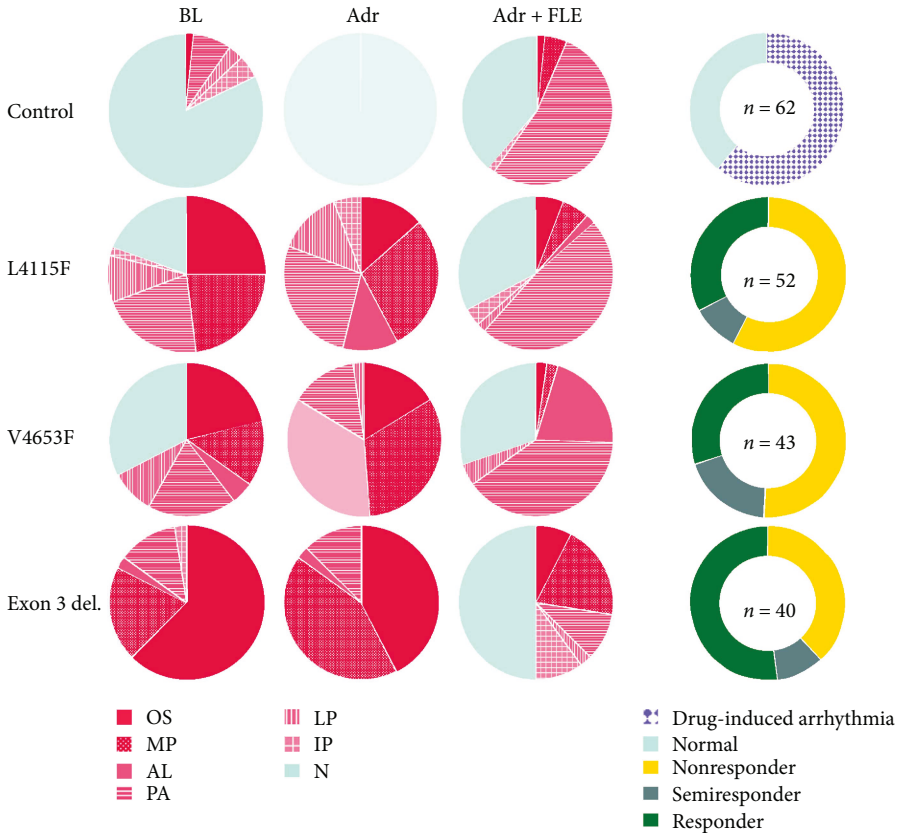 BL Adr Adr + FLE
Control
n = 62
L4115F
n = 52
V4653F
n = 43
Exon 3 del.
n = 40
OS
MP
AL
PA
LP
IP
N
Drug-induced arrhythmia
Normal
Nonresponder
Semiresponder
Responder